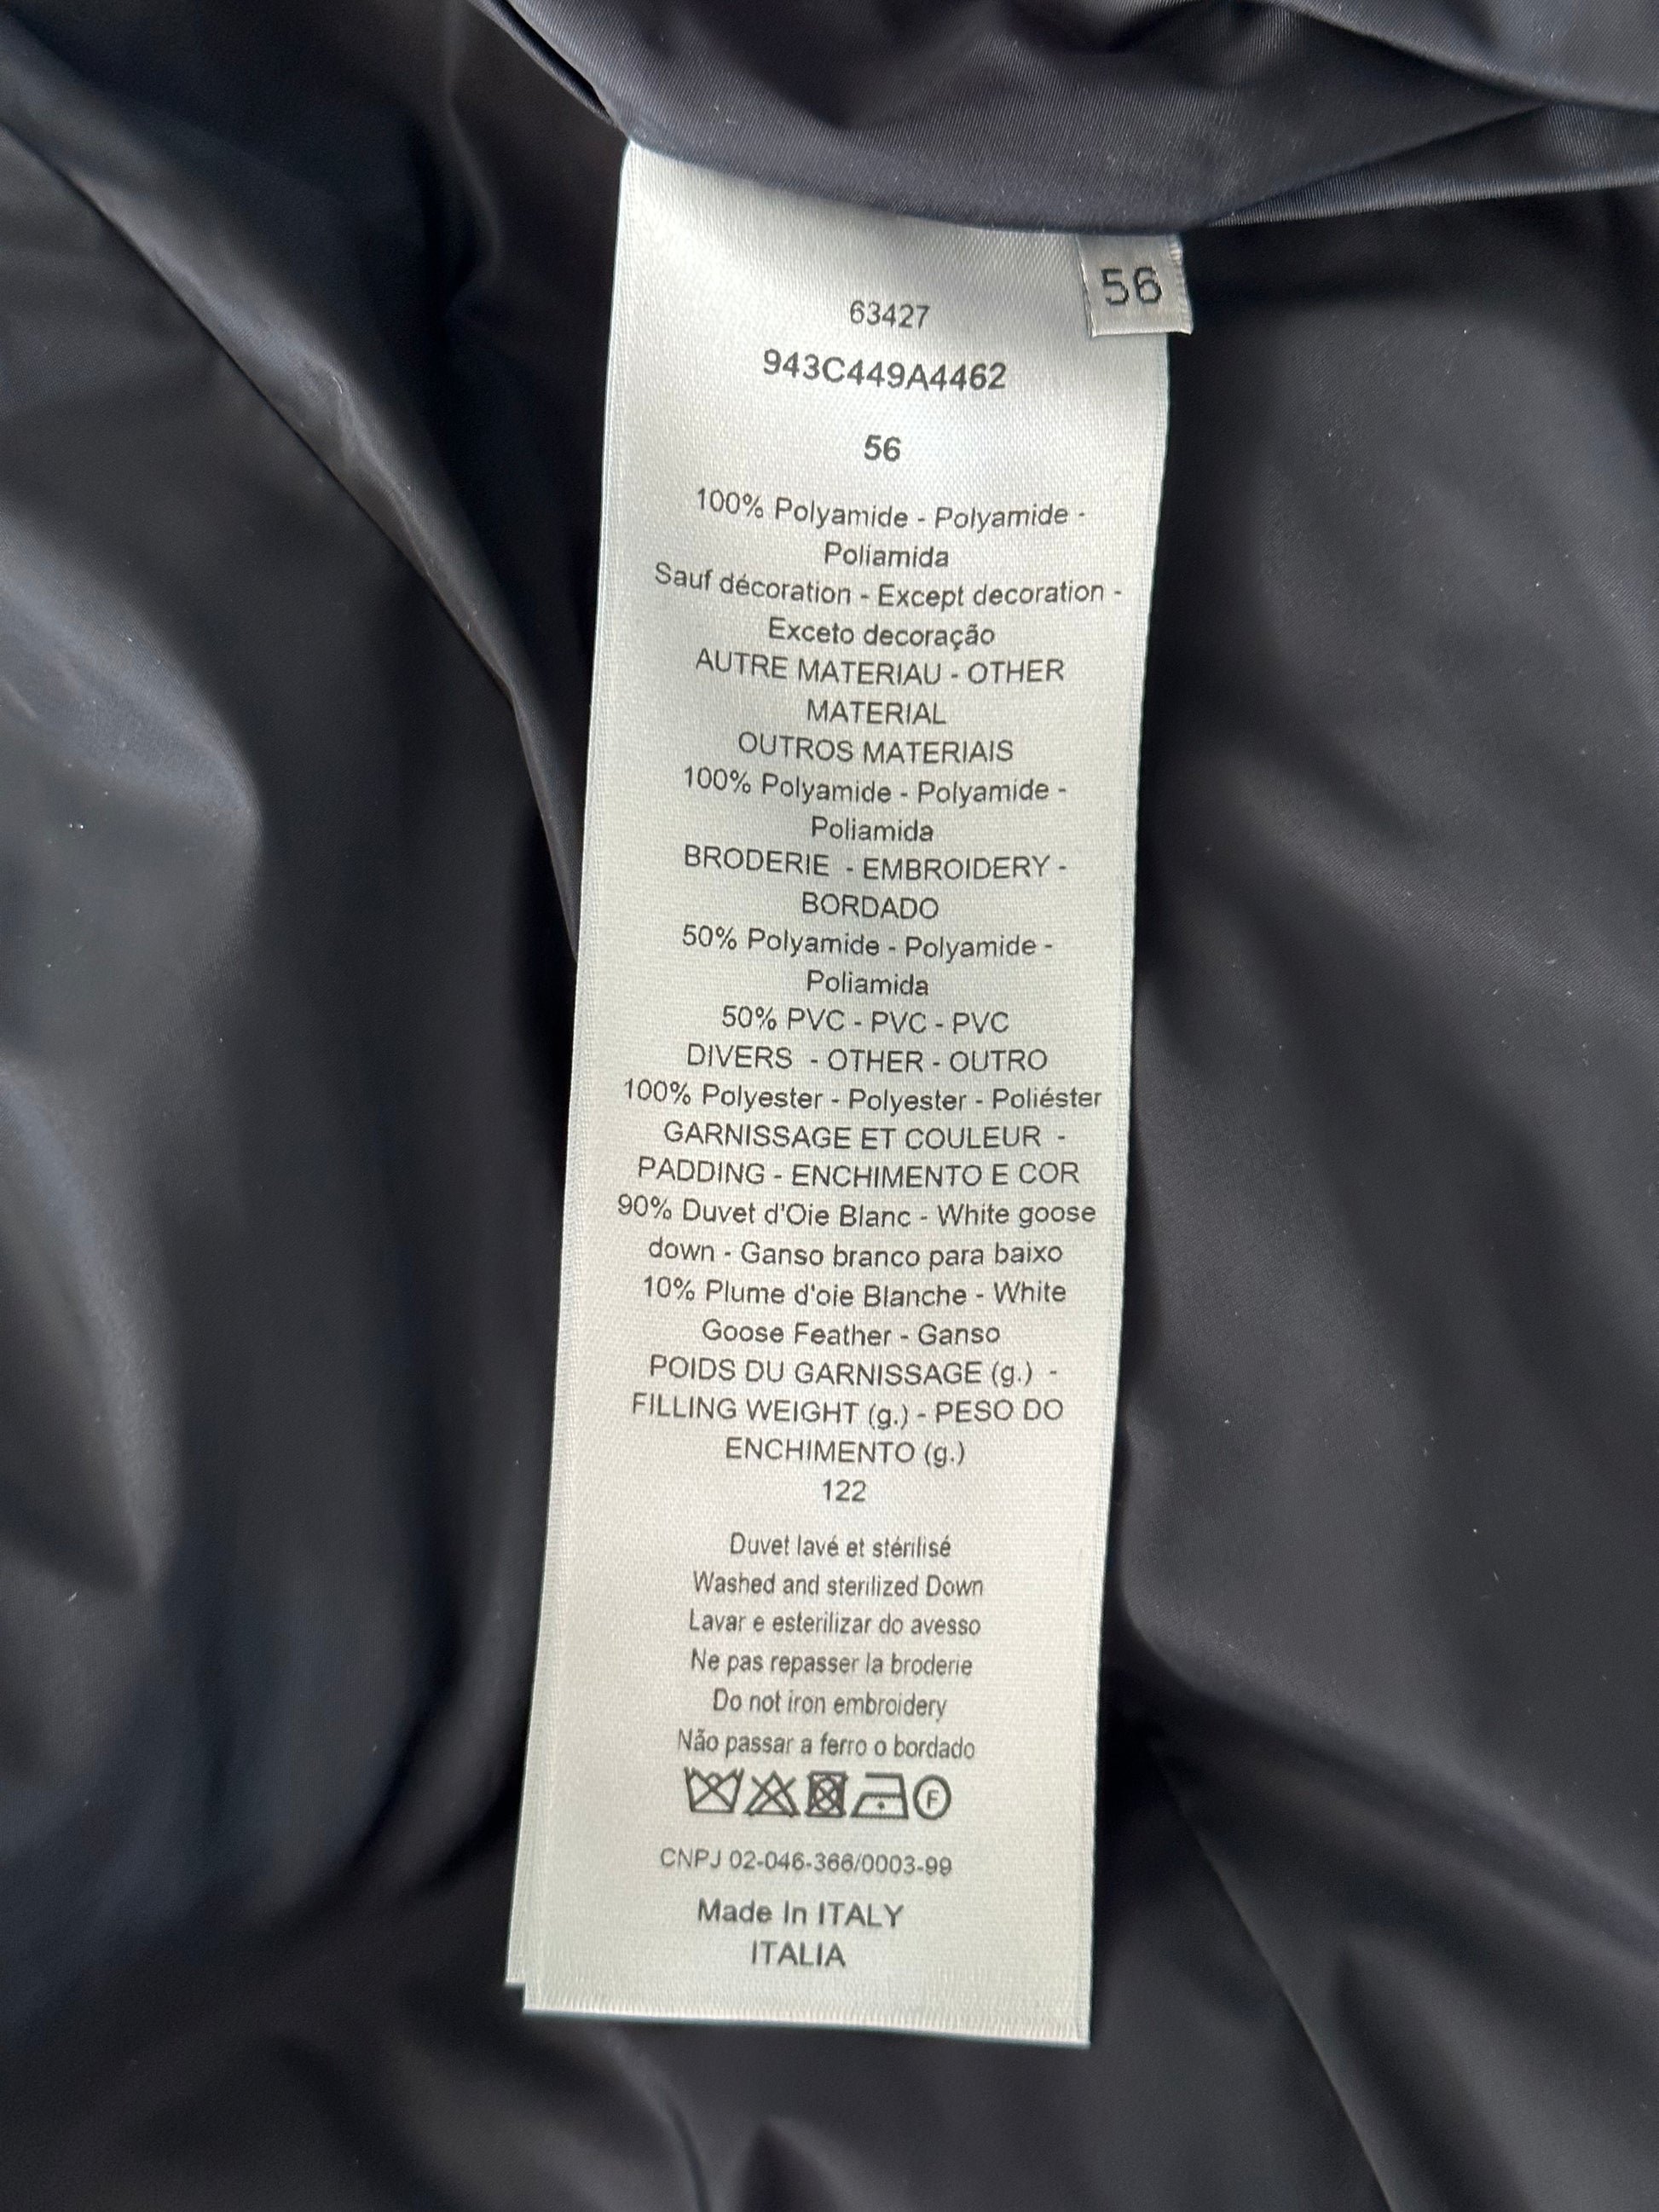 56
63427
943C449A4462
56
100% Polyamide - Polyamide -
Poliamida
Sauf décoration - Except decoration -
Exceto decoração
AUTRE MATERIAU - OTHER
MATERIAL
OUTROS MATERIAIS
100% Polyamide - Polyamide -
Poliamida
BRODERIE - EMBROIDERY -
BORDADO
50% Polyamide - Polyamide -
Poliamida
50% PVC - PVC - PVC
DIVERS - OTHER - OUTRO
100% Polyester - Polyester - Poliéster
GARNISSAGE ET COULEUR -
PADDING - ENCHIMENTO E COR
90% Duvet d'Oie Blanc - White goose
down - Ganso branco para baixo
10% Plume d'oie Blanche - White
Goose Feather - Ganso
POIDS DU GARNISSAGE (g.) -
FILLING WEIGHT (g.) - PESO DO
ENCHIMENTO (g.)
122
Duvet lavé et stérilisé
Washed and sterilized Down
Lavar e esterilizar do avesso
Ne pas repasser la broderie
Do not iron embroidery
Não passar a ferro o bordado
F
CNPJ 02-046-366/0003-99
Made In ITALY
ITALIA